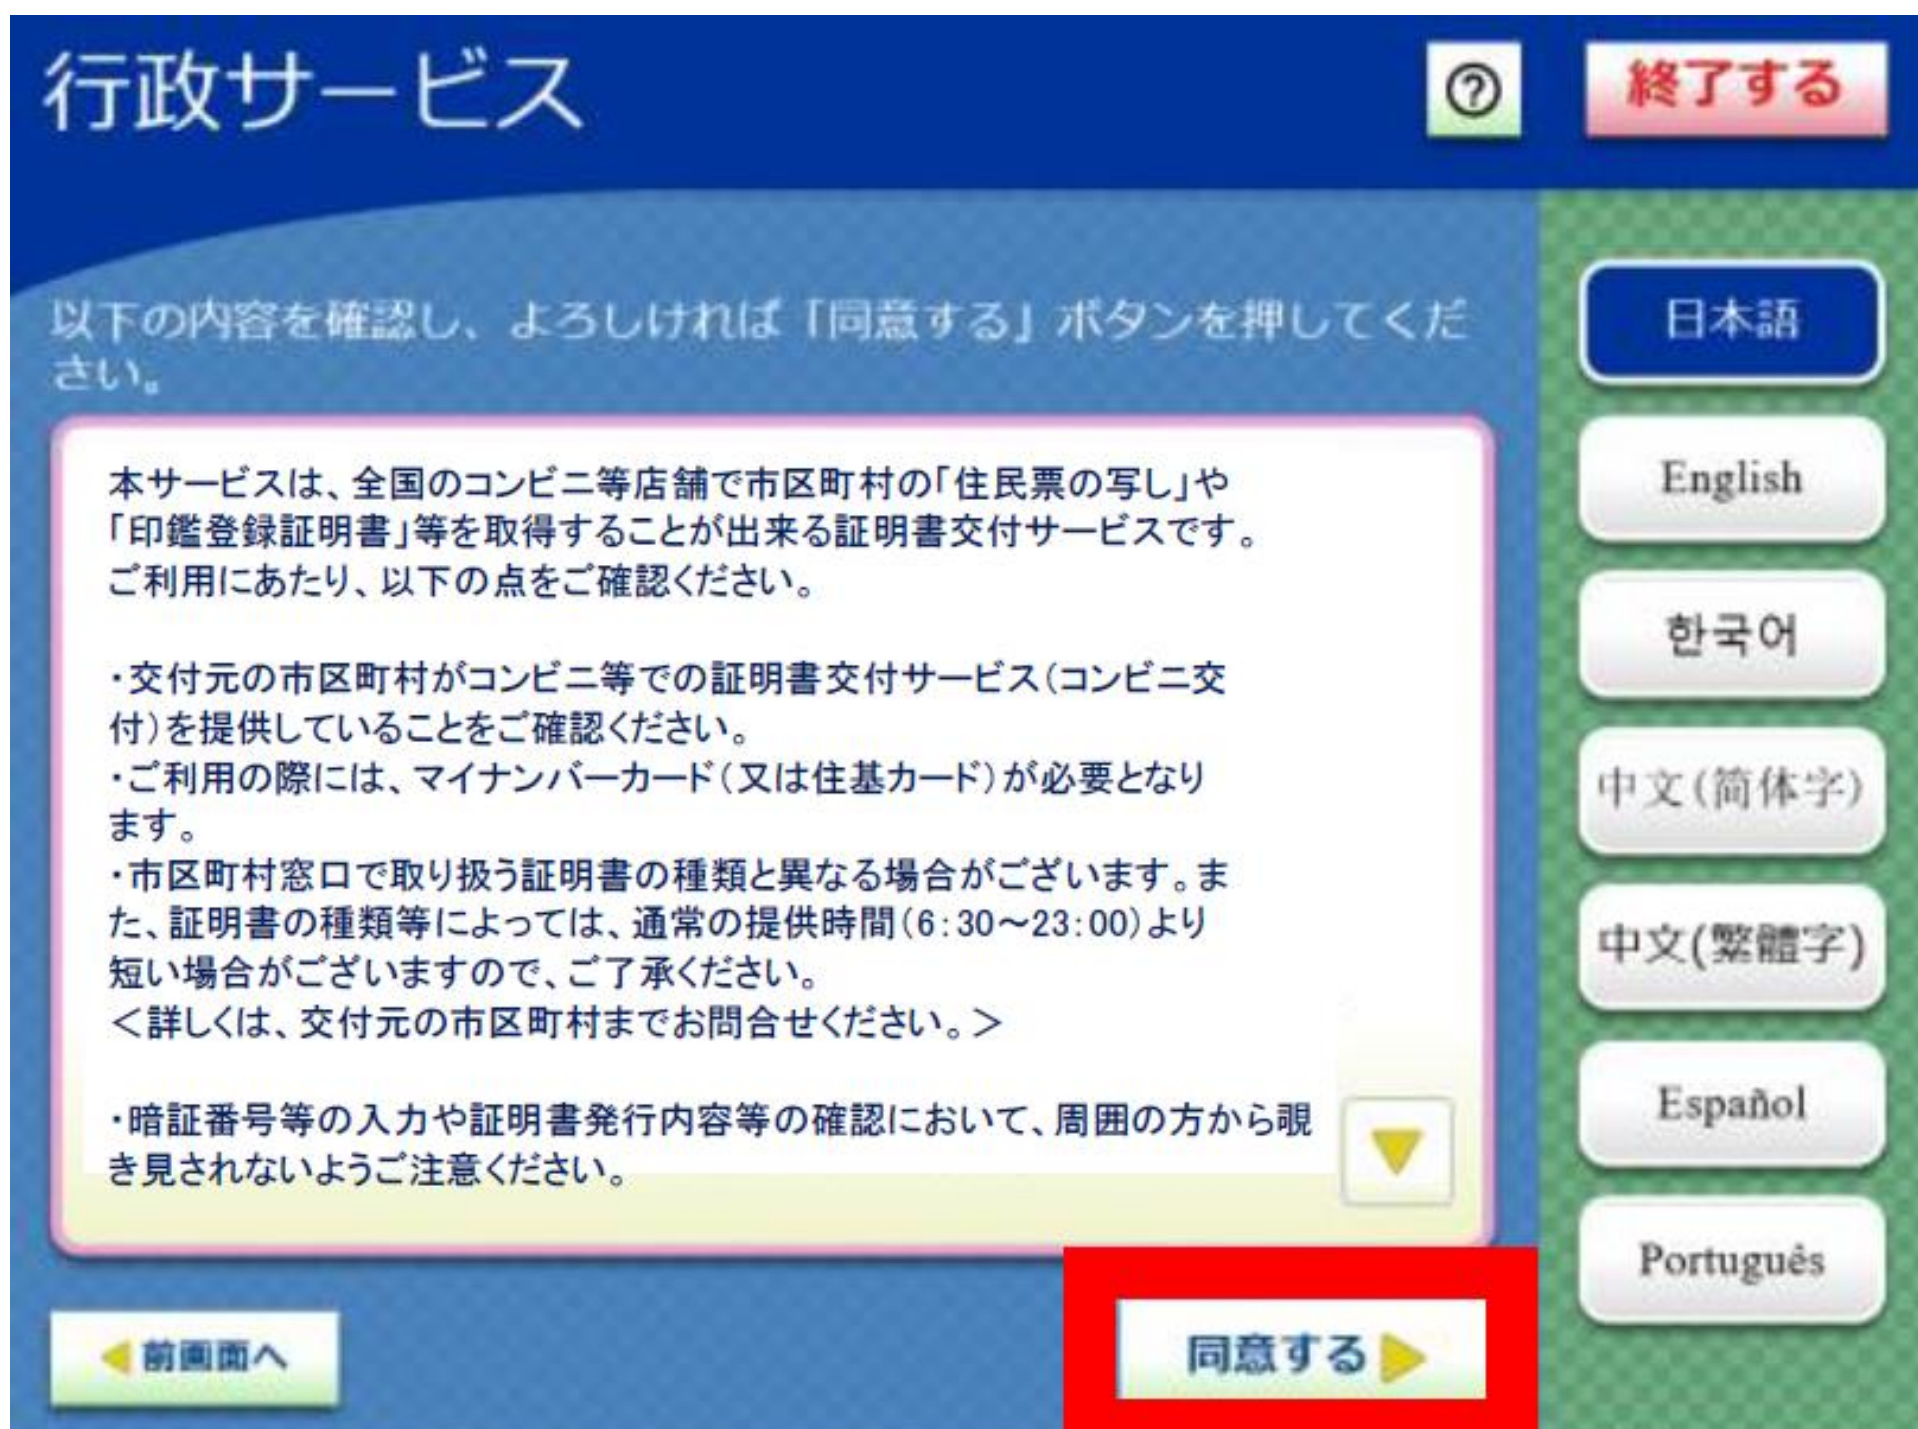 行政サービス
?
終了する
以下の内容を確認し、よろしければ「同意する」ボタンを押してくだ
さい。
本サービスは、全国のコンビニ等店舗で市区町村の「住民票の写し」や
「印鑑登録証明書」等を取得することが出来る証明書交付サービスです。
ご利用にあたり、以下の点をご確認ください。
・交付元の市区町村がコンビニ等での証明書交付サービス(コンビニ交
付)を提供していることをご確認ください。
・ご利用の際には、マイナンバーカード(又は住基カード)が必要となり
ます。
・市区町村窓口で取り扱う証明書の種類と異なる場合がございます。ま
た、証明書の種類等によっては、通常の提供時間(6:30～23:00)より
短い場合がございますので、ご了承ください。
＜詳しくは、交付元の市区町村までお問合せください。＞
・暗証番号等の入力や証明書発行内容等の確認において、周囲の方から覗
き見されないようご注意ください。
前画面へ
同意する
日本語
English
한국어
中文(简体字)
中文(繁體字)
Español
Português